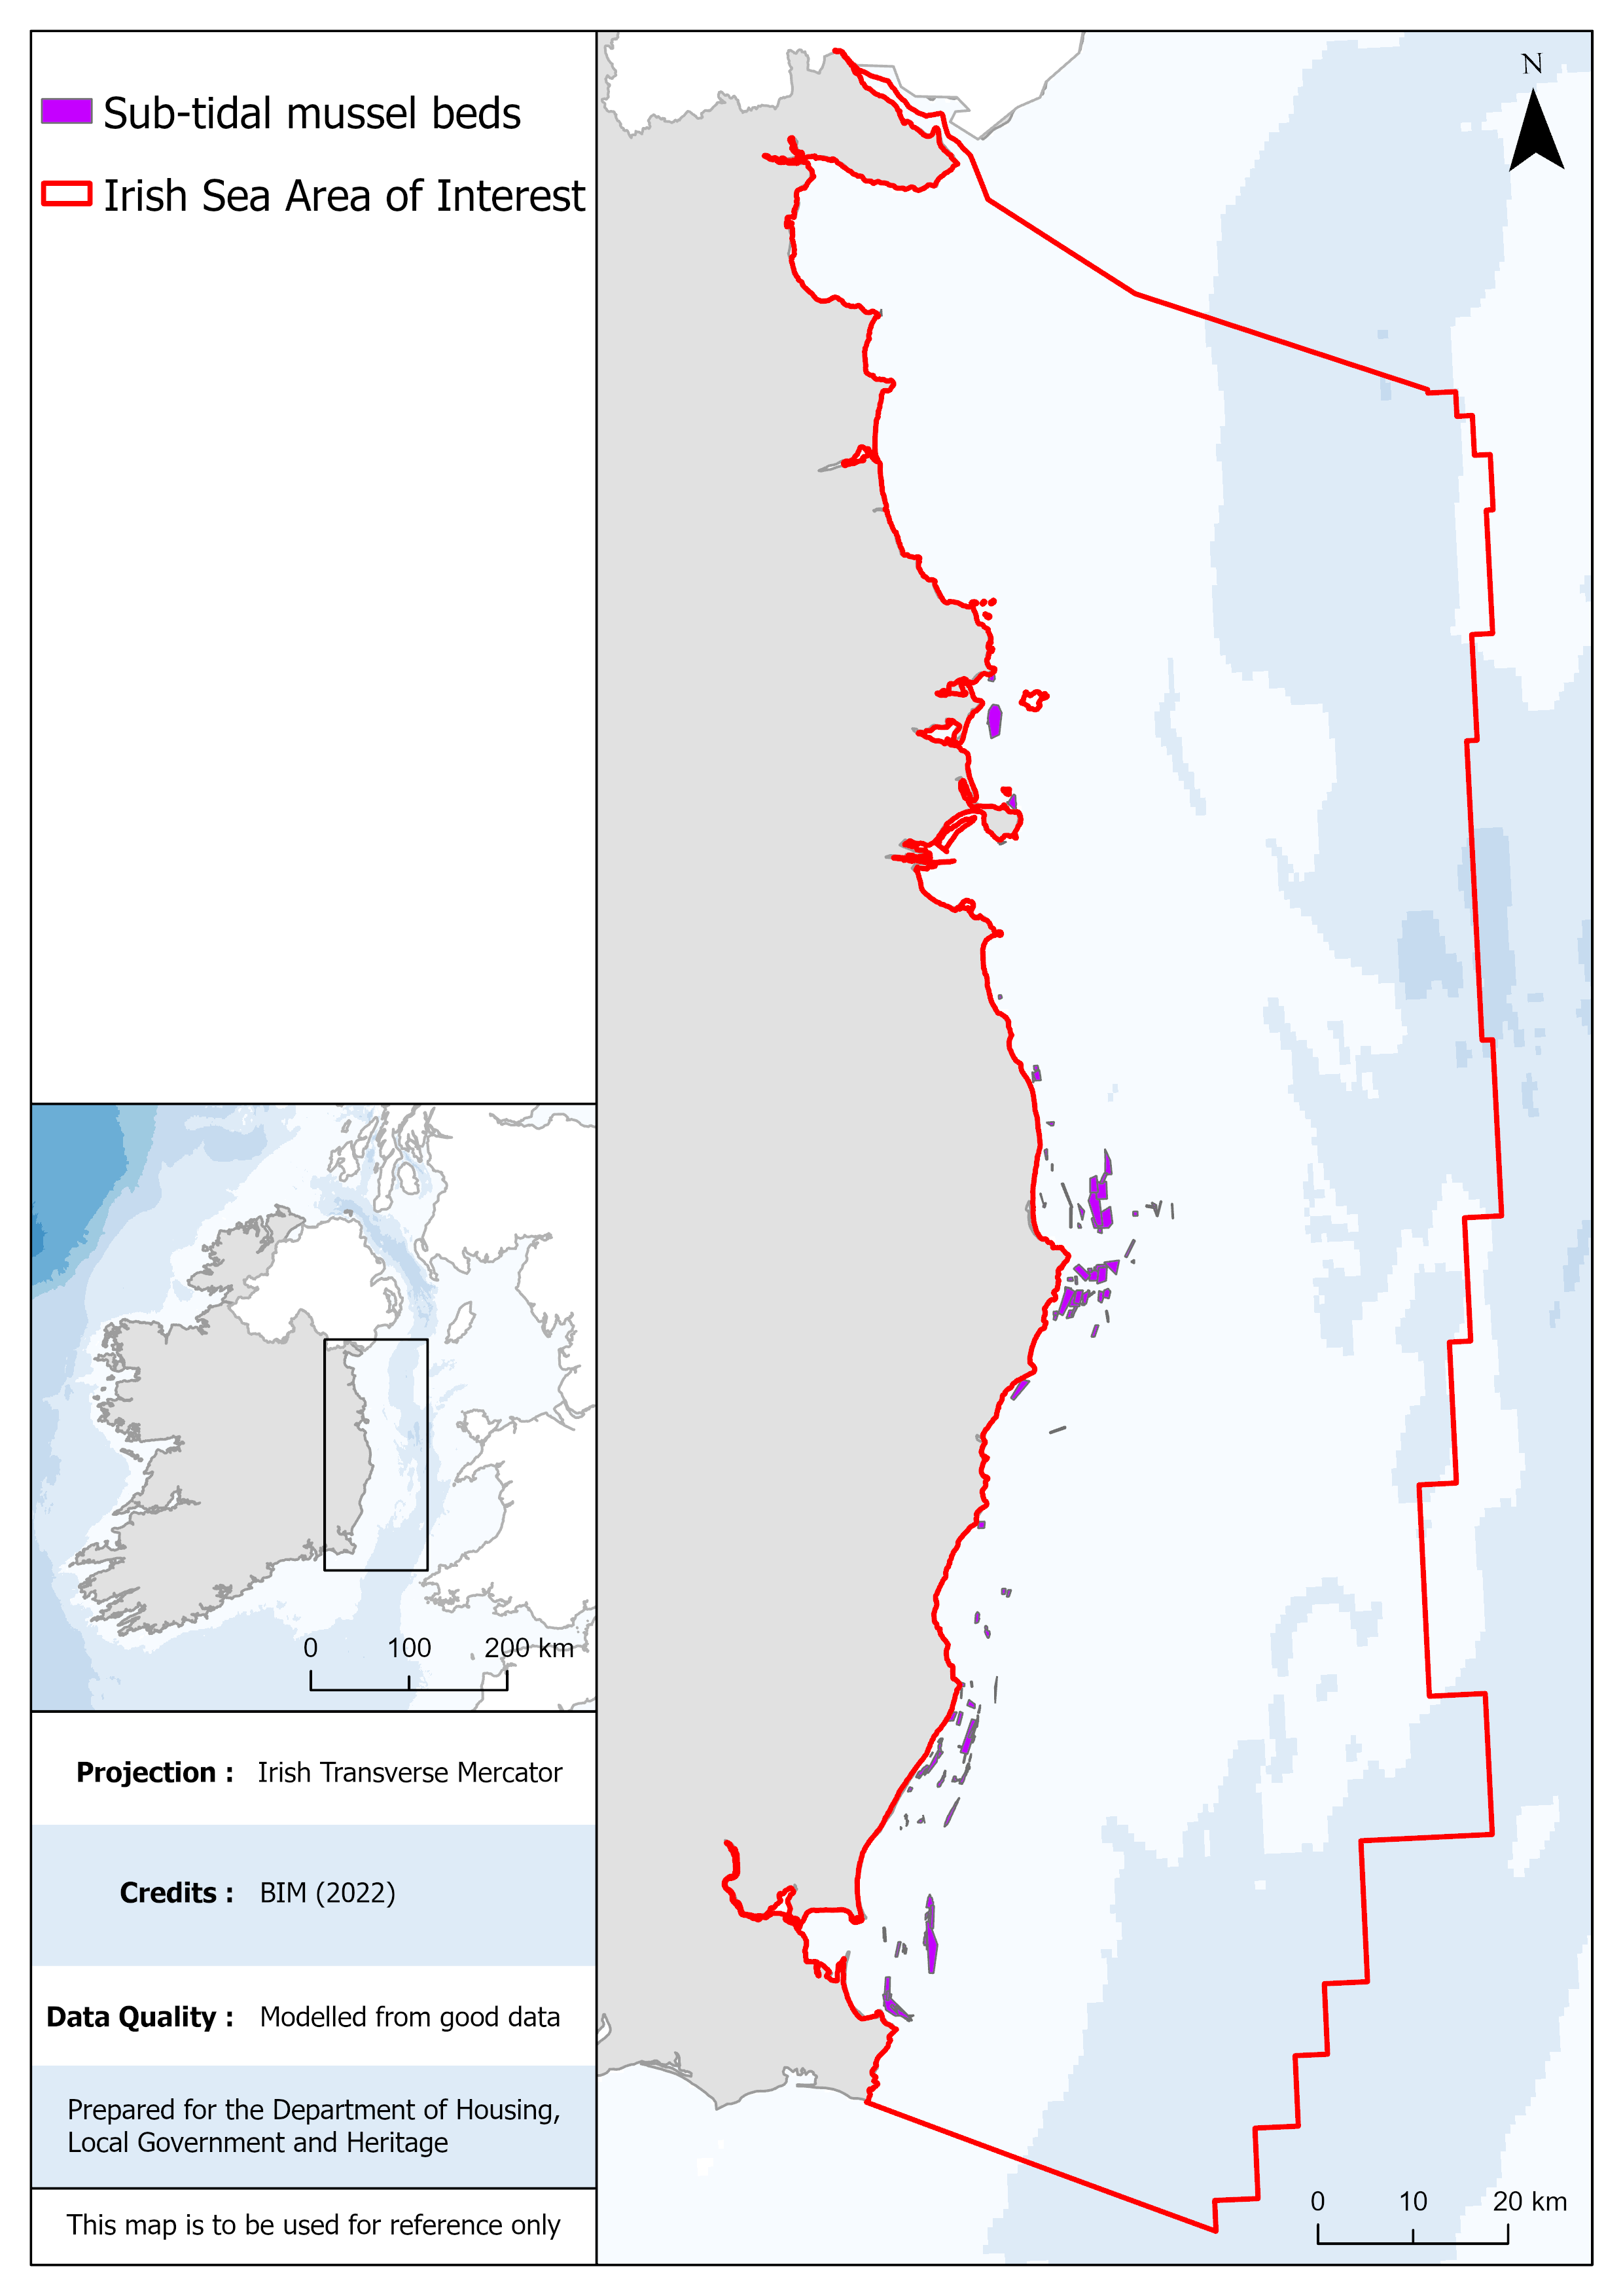 Sub-tidal mussel beds
Irish Sea Area of Interest
N
0 100 200 km
Projection : Irish Transverse Mercator
Credits : BIM (2022)
Data Quality : Modelled from good data
Prepared for the Department of Housing,
Local Government and Heritage
This map is to be used for reference only
0 10 20 km